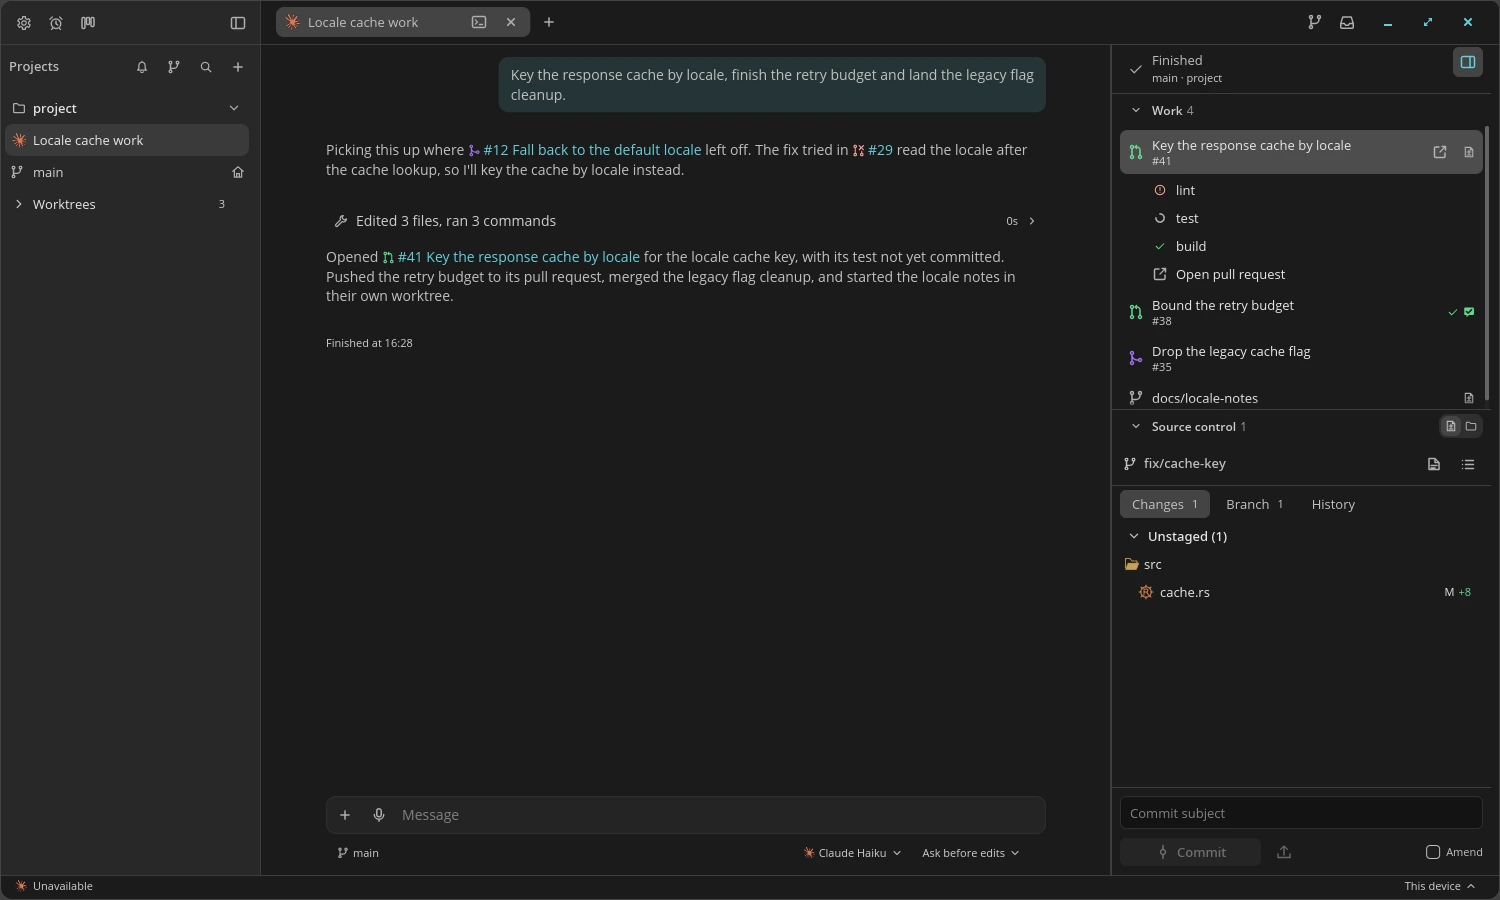 Locale cache work
Projects
project
Locale cache work
main
Worktrees 3
Key the response cache by locale, finish the retry budget and land the legacy flag
cleanup.
Picking this up where #12 Fall back to the default locale left off. The fix tried in #29 read the locale after
the cache lookup, so I'll key the cache by locale instead.
Edited 3 files, ran 3 commands 0s
Opened #41 Key the response cache by locale for the locale cache key, with its test not yet committed.
Pushed the retry budget to its pull request, merged the legacy flag cleanup, and started the locale notes in
their own worktree.
Finished at 16:28
Message
main
Claude Haiku
Ask before edits
Finished
main · project
Work 4
Key the response cache by locale
#41
lint
test
build
Open pull request
Bound the retry budget
#38
Drop the legacy cache flag
#35
docs/locale-notes
Source control 1
fix/cache-key
Changes 1 Branch 1 History
Unstaged (1)
src
cache.rs M +8
Commit subject
Commit
Amend
Unavailable
This device